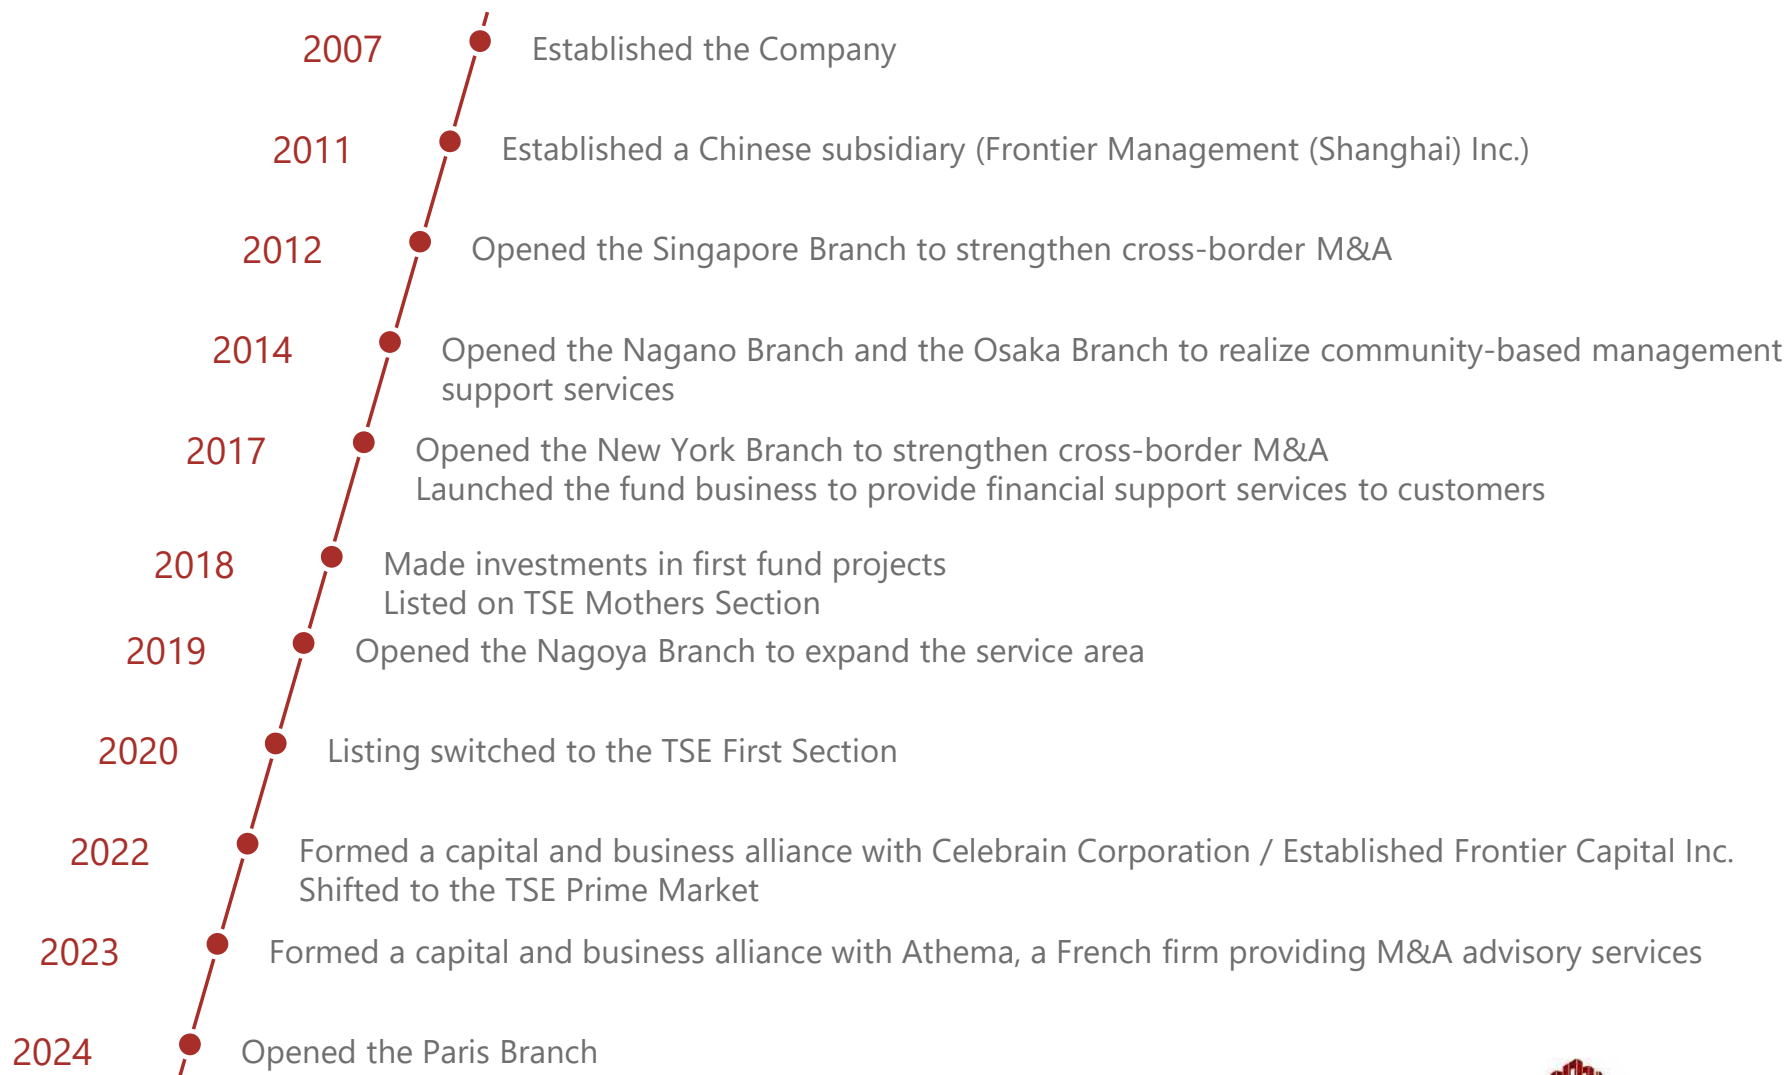 2007 Established the Company
2011 Established a Chinese subsidiary (Frontier Management (Shanghai) Inc.)
2012 Opened the Singapore Branch to strengthen cross-border M&A
2014 Opened the Nagano Branch and the Osaka Branch to realize community-based management
support services
2017 Opened the New York Branch to strengthen cross-border M&A
Launched the fund business to provide financial support services to customers
2018 Made investments in first fund projects
Listed on TSE Mothers Section
2019 Opened the Nagoya Branch to expand the service area
2020 Listing switched to the TSE First Section
2022 Formed a capital and business alliance with Celebrain Corporation / Established Frontier Capital Inc.
Shifted to the TSE Prime Market
2023 Formed a capital and business alliance with Athema, a French firm providing M&A advisory services
2024 Opened the Paris Branch